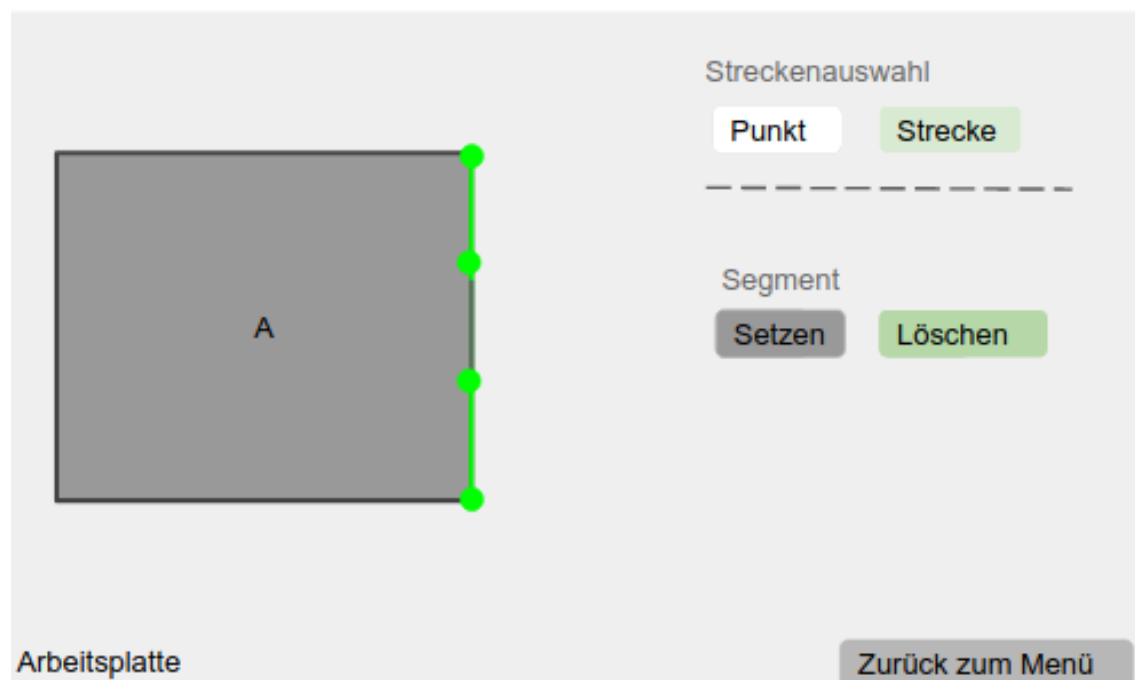 Streckenauswahl
Punkt Strecke
Segment
Setzen Löschen
A
Arbeitsplatte
Zurück zum Menü